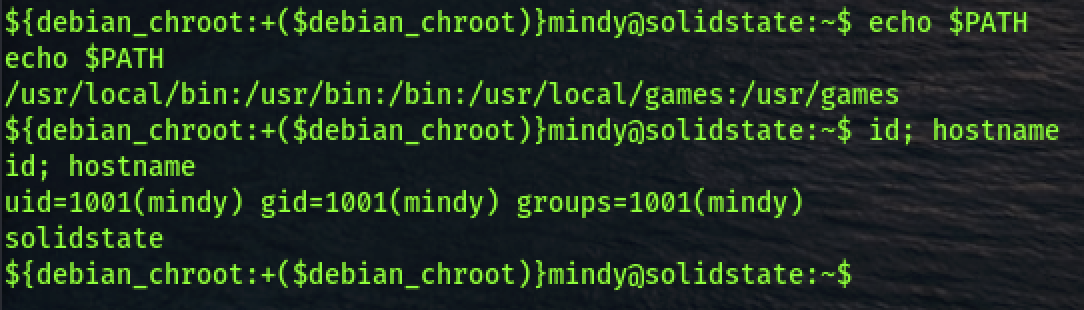 ${debian_chroot:+($debian_chroot)}mindy@solidstate:~$ echo $PATH
echo $PATH
/usr/local/bin:/usr/bin:/bin:/usr/local/games:/usr/games
${debian_chroot:+($debian_chroot)}mindy@solidstate:~$ id; hostname
id; hostname
uid=1001(mindy) gid=1001(mindy) groups=1001(mindy)
solidstate
${debian_chroot:+($debian_chroot)}mindy@solidstate:~$